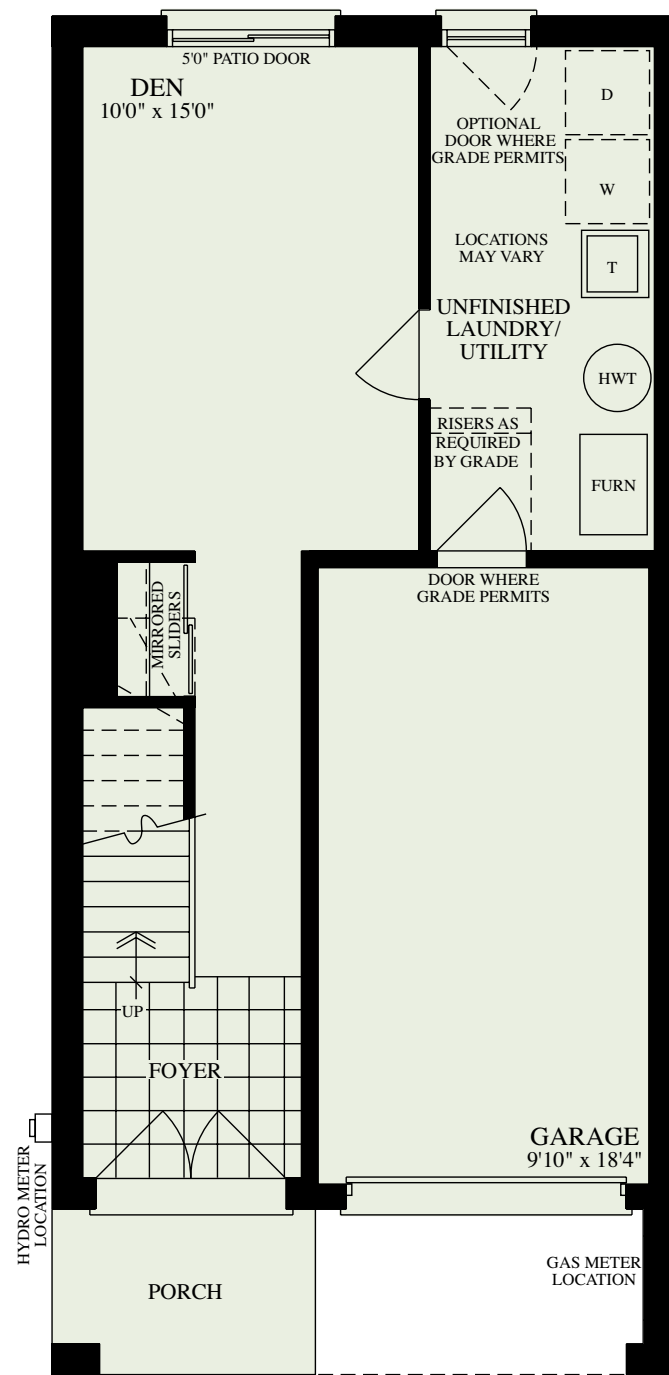 5'0" PATIO DOOR
DEN
10'0" x 15'0"
D
OPTIONAL
DOOR WHERE
GRADE PERMITS
W
LOCATIONS
MAY VARY
T
UNFINISHED
LAUNDRY/
UTILITY
HWT
RISERS AS
REQUIRED
BY GRADE
FURN
DOOR WHERE
GRADE PERMITS
MIRRORED
SLIDERS
UP
FOYER
GARAGE
9'10" x 18'4"
HYDRO METER
LOCATION
GAS METER
LOCATION
PORCH